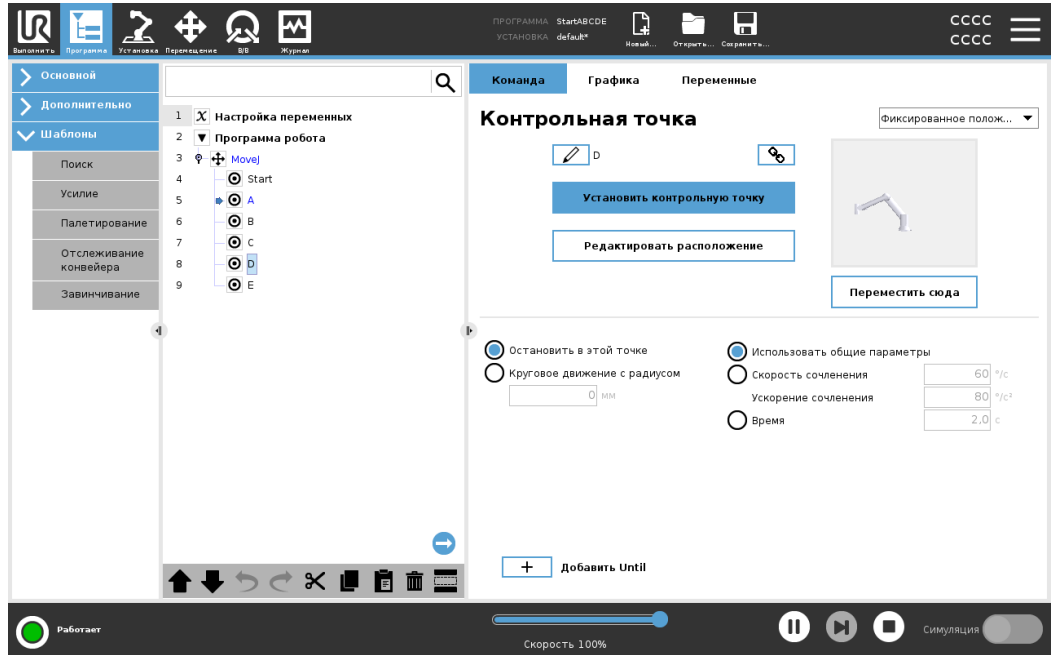 UR
Выполнить
Программа
Установка
Перемещение
В/В
Журнал
ПРОГРАММА StartABCDE
УСТАНОВКА default*
Новый...
Открыть...
Сохранить...
CCCC
CCCC
Основной
Дополнительно
Шаблоны
Поиск
Усилие
Палетирование
Отслеживание
конвейера
Завинчивание
1 X Настройка переменных
2 Программа робота
3 MoveJ
4 Start
5 A
6 B
7 C
8 D
9 E
Команда
Графика
Переменные
Контрольная точка
Фиксированное полож...
D
Установить контрольную точку
Редактировать расположение
Переместить сюда
Остановить в этой точке
Круговое движение с радиусом
0 мм
Использовать общие параметры
Скорость сочленения 60 °/с
Ускорение сочленения 80 °/с²
Время 2,0 с
+ Добавить Until
Работает
Скорость 100%
Симуляция